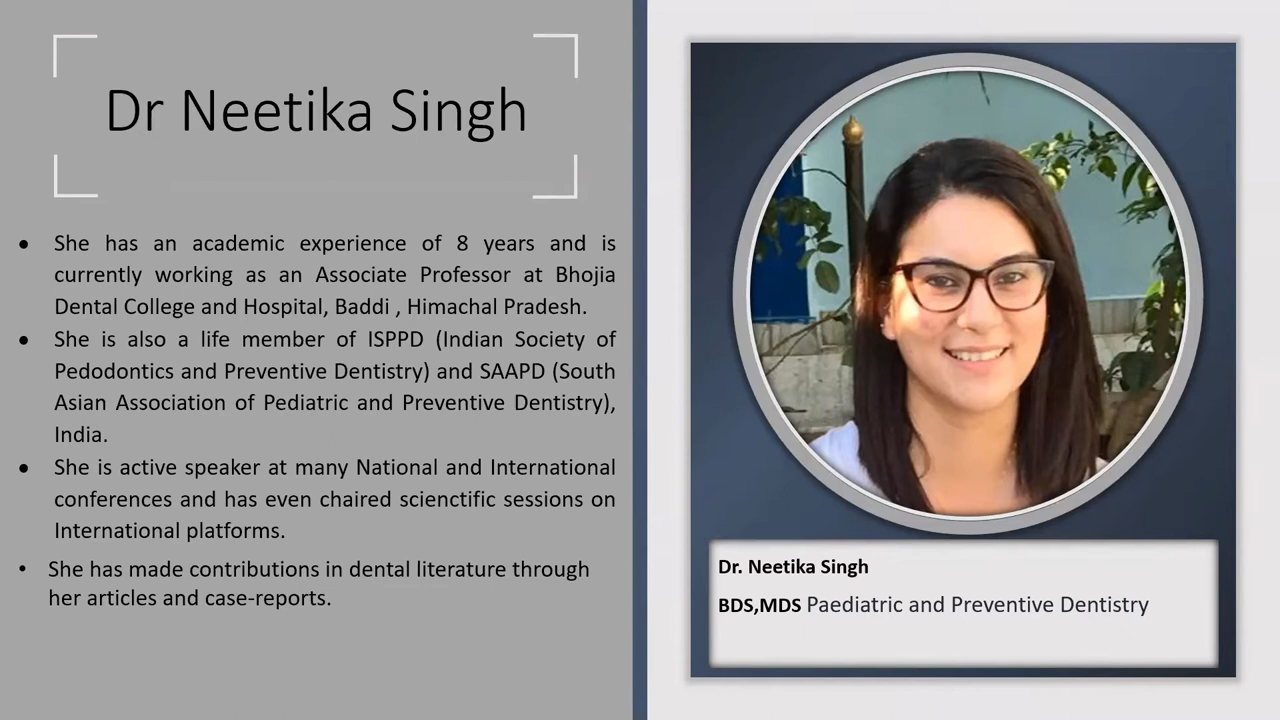 Dr Neetika Singh
● She has an academic experience of 8 years and is
currently working as an Associate Professor at Bhojia
Dental College and Hospital, Baddi , Himachal Pradesh.
● She is also a life member of ISPPD (Indian Society of
Pedodontics and Preventive Dentistry) and SAAPD (South
Asian Association of Pediatric and Preventive Dentistry),
India.
● She is active speaker at many National and International
conferences and has even chaired scienctific sessions on
International platforms.
• She has made contributions in dental literature through
her articles and case-reports.
Dr. Neetika Singh
BDS,MDS Paediatric and Preventive Dentistry